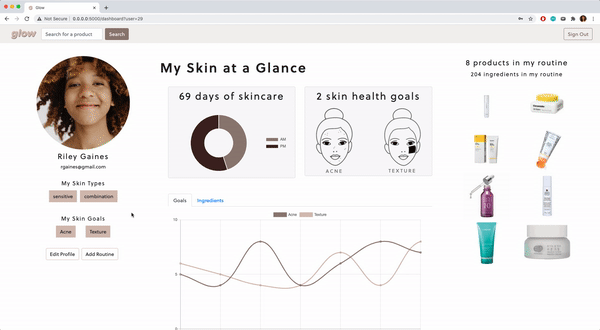 Glow
Not Secure 0.0.0.0:5000/dashboard?user=29
glow
Search for a product
Search
Sign Out
Riley Gaines
rgaines@gmail.com
My Skin Types
sensitive
combination
My Skin Goals
Acne
Texture
Edit Profile
Add Routine
My Skin at a Glance
69 days of skincare
AM
PM
2 skin health goals
ACNE
TEXTURE
Goals
Ingredients
Acne
Texture
10
5
8 products in my routine
204 ingredients in my routine